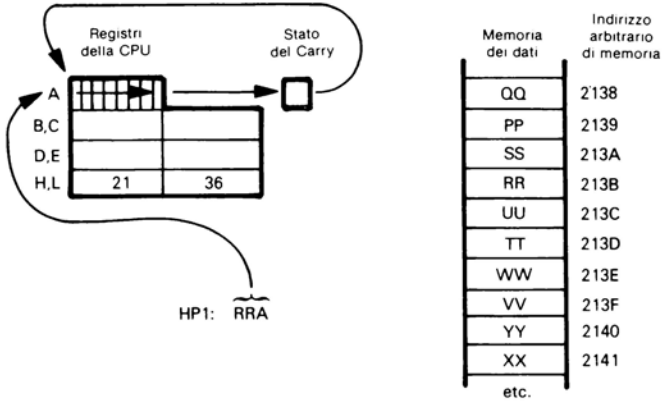 Registri
della CPU
Stato
del Carry
A
B,C
D,E
H,L
21
36
HP1: RRA
Memoria
dei dati
Indirizzo
arbitrario
di memoria
QQ 2138
PP 2139
SS 213A
RR 213B
UU 213C
TT 213D
WW 213E
VV 213F
YY 2140
XX 2141
etc.